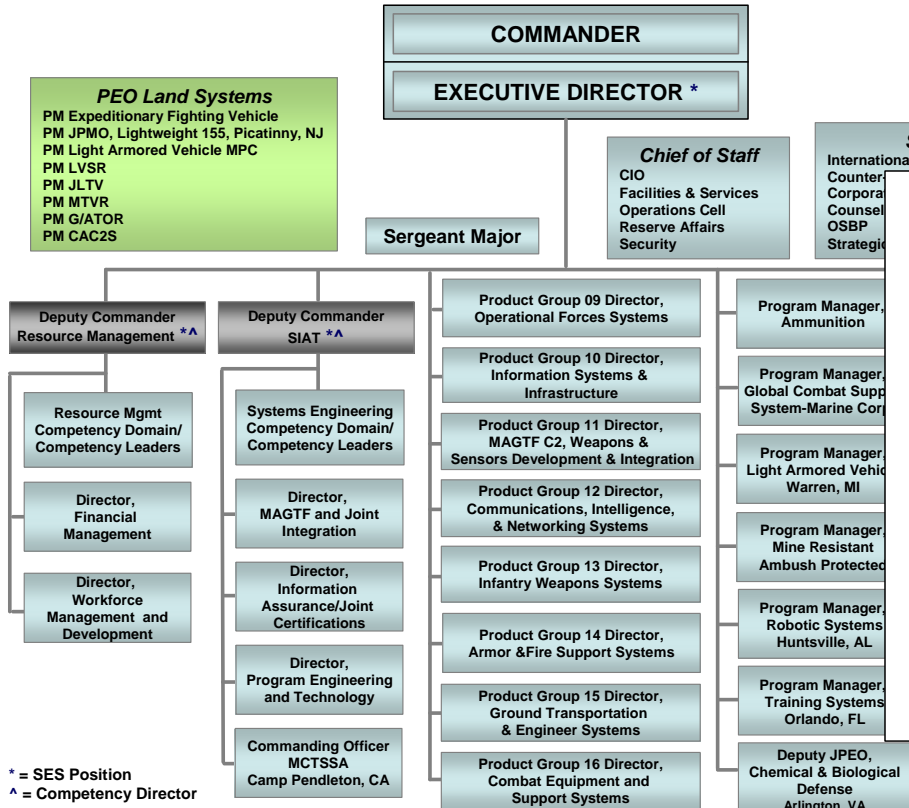 COMMANDER
EXECUTIVE DIRECTOR *
PEO Land Systems
PM Expeditionary Fighting Vehicle
PM JPMO, Lightweight 155, Picatinny, NJ
PM Light Armored Vehicle MPC
PM LVSR
PM JLTV
PM MTVR
PM G/ATOR
PM CAC2S
Chief of Staff
CIO
Facilities & Services
Operations Cell
Reserve Affairs
Security
OSBP
Sergeant Major
Deputy Commander
Resource Management *^
Resource Mgmt
Competency Domain/
Competency Leaders
Director,
Financial
Management
Director,
Workforce
Management and
Development
Deputy Commander
SIAT *^
Systems Engineering
Competency Domain/
Competency Leaders
Director,
MAGTF and Joint
Integration
Director,
Information
Assurance/Joint
Certifications
Director,
Program Engineering
and Technology
Commanding Officer
MCTSSA
Camp Pendleton, CA
Product Group 09 Director,
Operational Forces Systems
Product Group 10 Director,
Information Systems &
Infrastructure
Product Group 11 Director,
MAGTF C2, Weapons &
Sensors Development & Integration
Product Group 12 Director,
Communications, Intelligence,
& Networking Systems
Product Group 13 Director,
Infantry Weapons Systems
Product Group 14 Director,
Armor &Fire Support Systems
Product Group 15 Director,
Ground Transportation
& Engineer Systems
Product Group 16 Director,
Combat Equipment and
Support Systems
Program Manager,
Ammunition
Program Manager,
Global Combat
System-Marine
Program Manager,
Light Armored
Warren, MI
Program Manager,
Mine Resistant
Ambush Protected
Program Manager,
Robotic Systems
Huntsville, AL
Program Manager,
Training Systems
Orlando, FL
Deputy JPEO,
Chemical & Biological
Defense
Arlington, VA
* = SES Position
^ = Competency Director